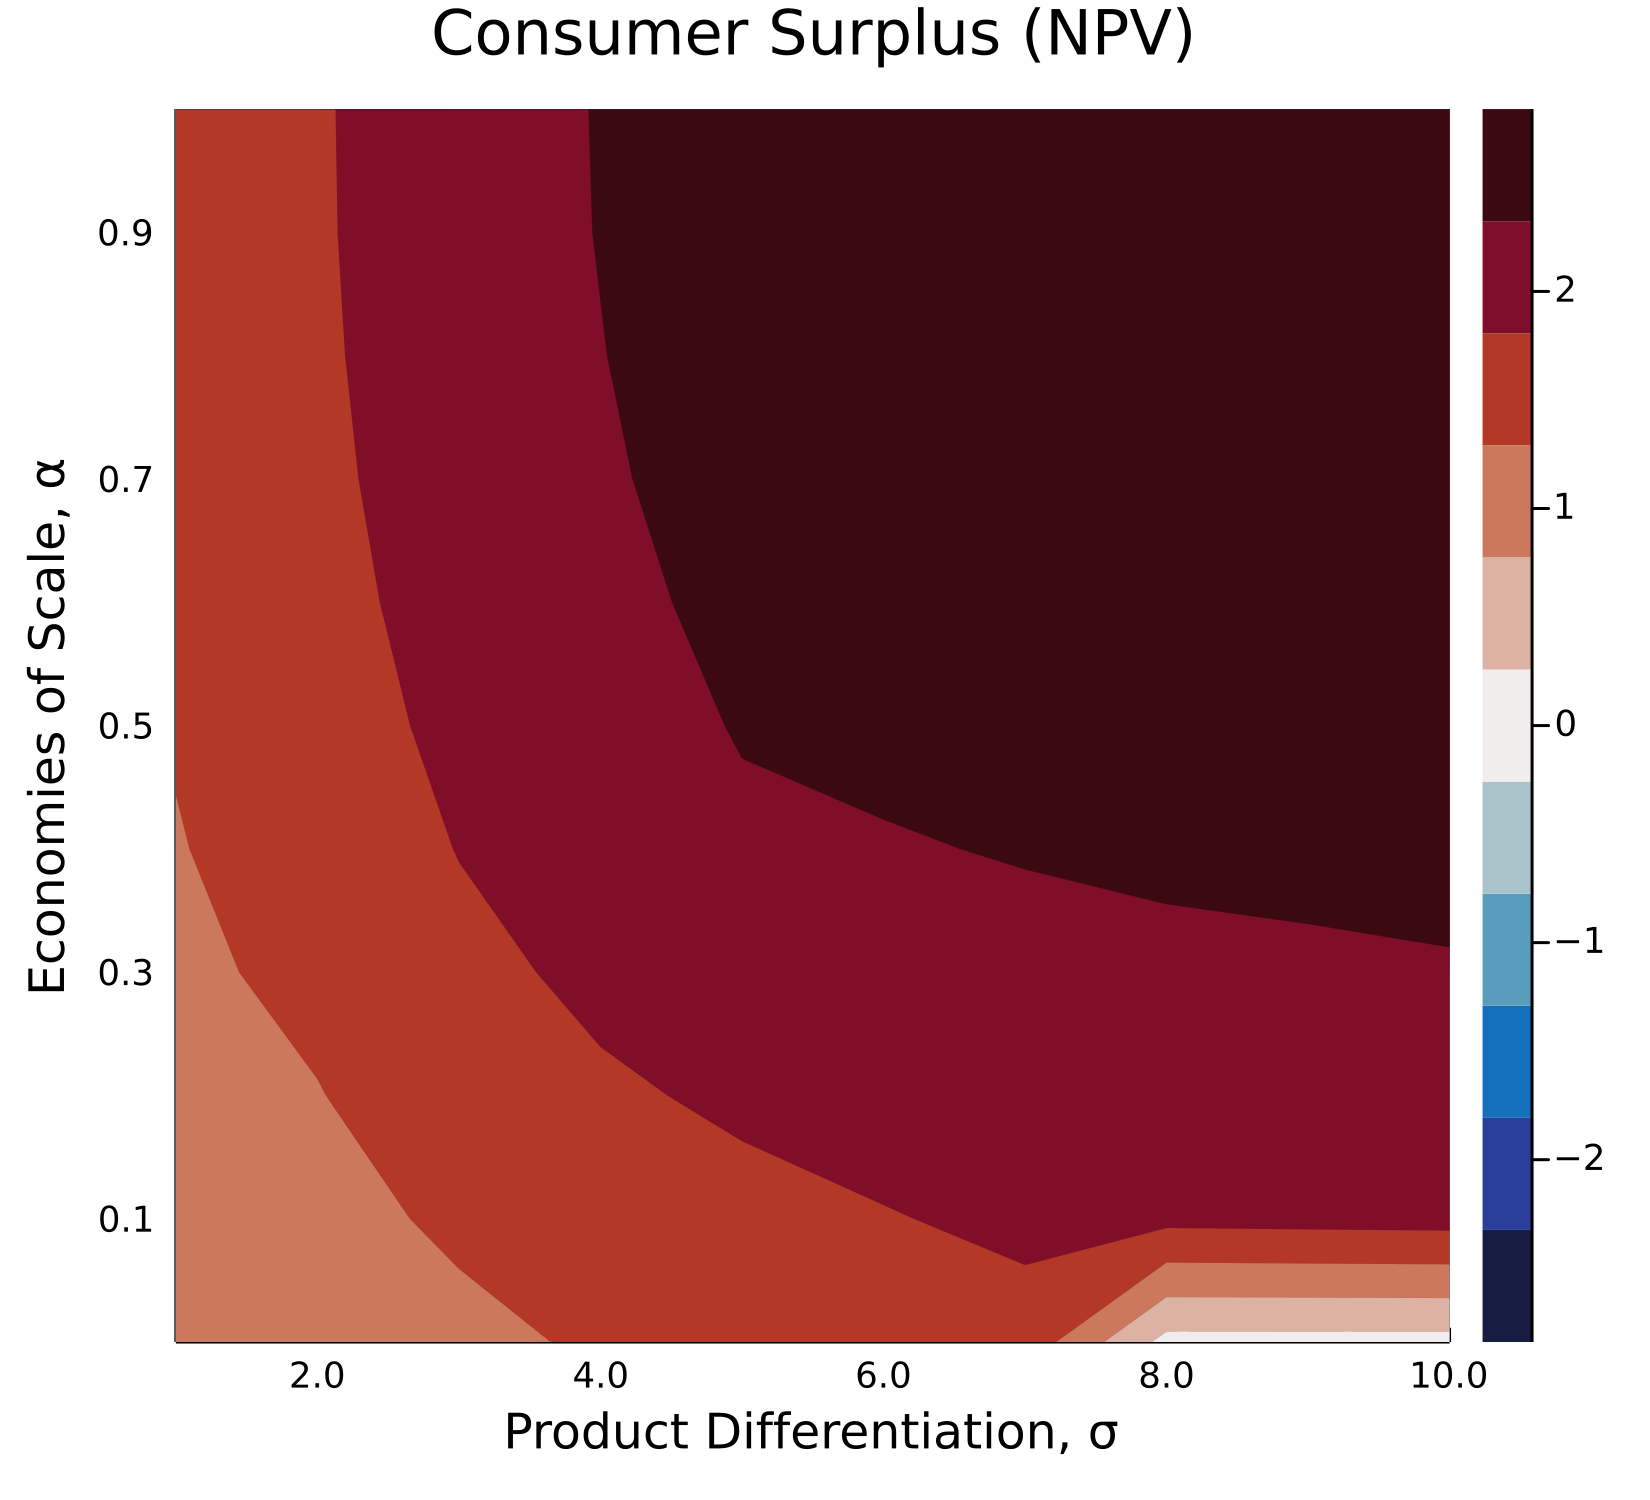 Consumer Surplus (NPV)
Economies of Scale, α
0.9
0.7
0.5
0.3
0.1
2.0 4.0 6.0 8.0 10.0
Product Differentiation, σ
2
1
0
−1
−2